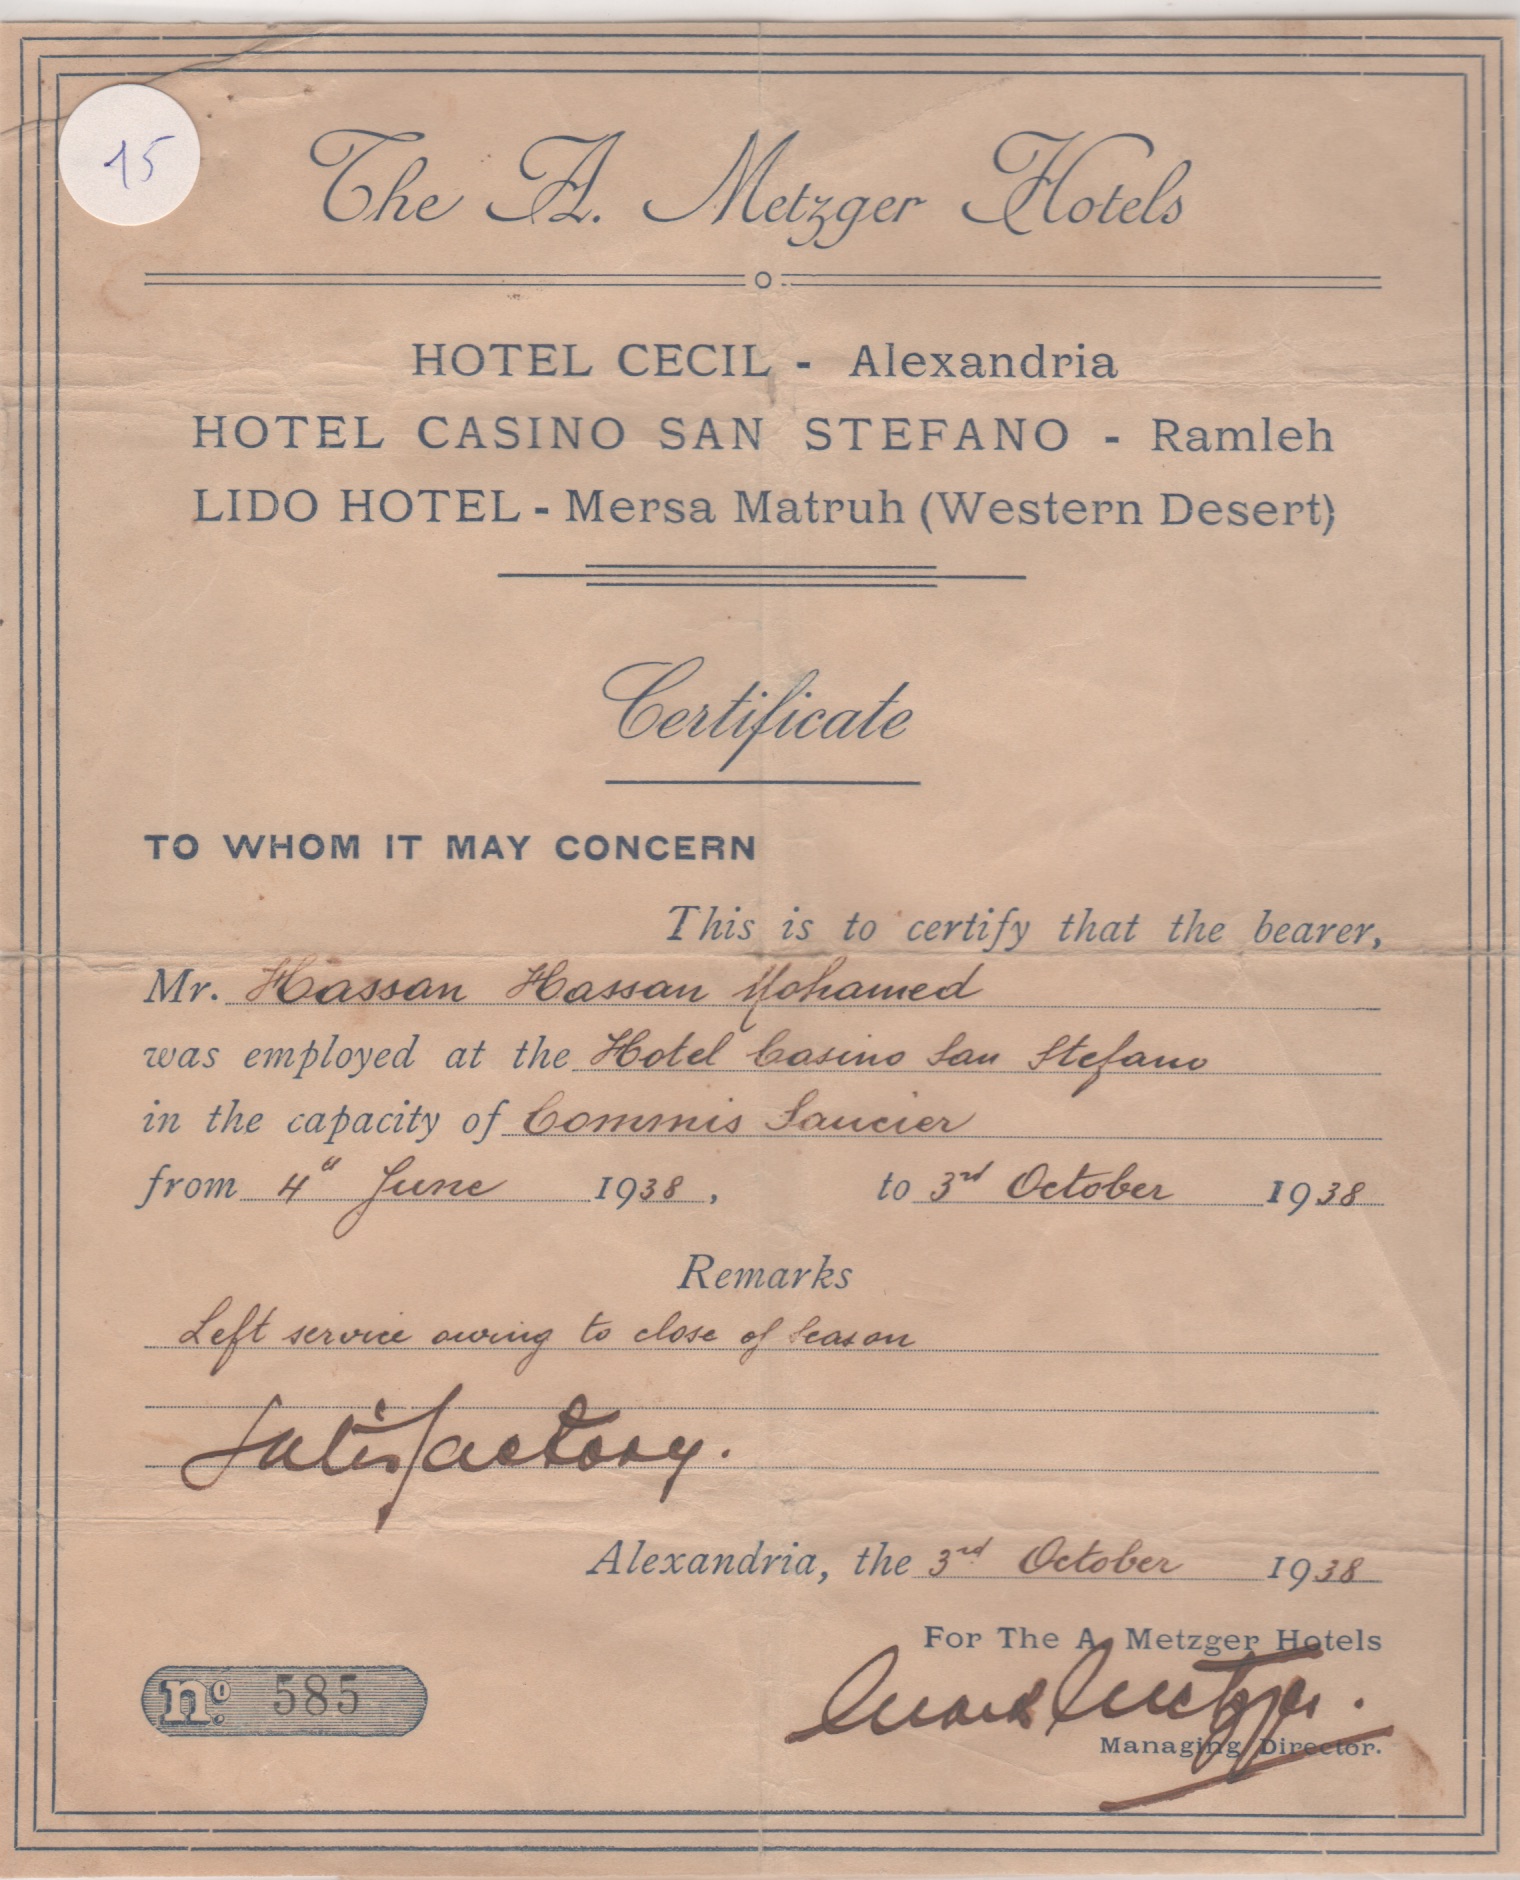 15
The A. Metzger Hotels
HOTEL CECIL - Alexandria
HOTEL CASINO SAN STEFANO - Ramleh
LIDO HOTEL - Mersa Matruh (Western Desert)
Certificate
TO WHOM IT MAY CONCERN
This is to certify that the bearer,
Mr. Hassan Hassan Mohamed
was employed at the Hotel Casino San Stefano
in the capacity of Commis Saucier
from 4" June 1938, to 3rd October 1938
Remarks
Left service owing to close of season
Satisfactory.
Alexandria, the 3rd October 1938
For The A. Metzger Hotels
Metzger.
Managing Director.
no. 585